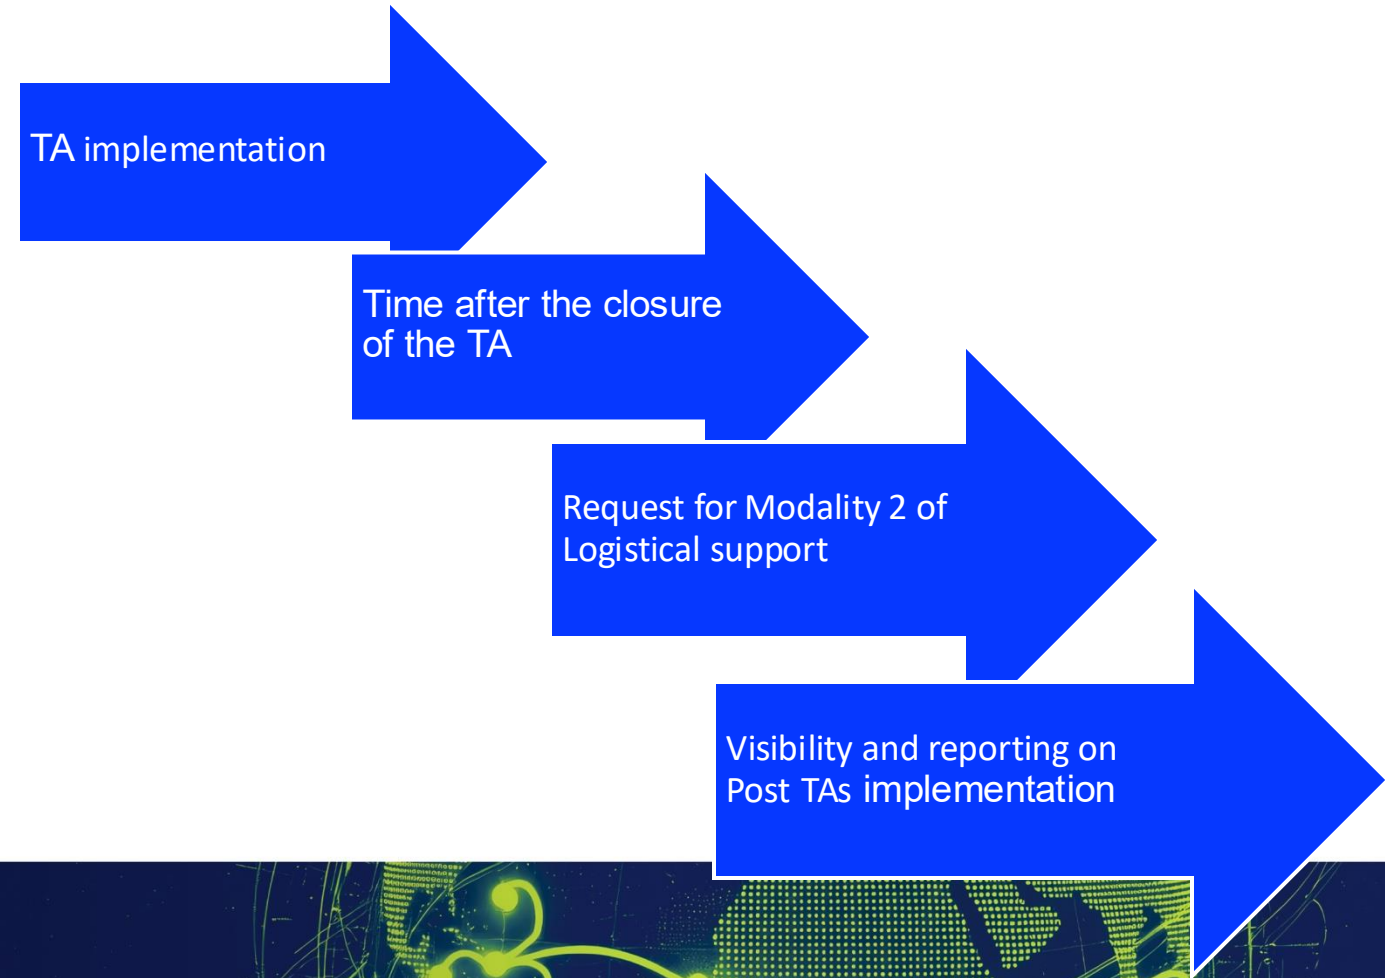 TA implementation
Time after the closure
of the TA
Request for Modality 2 of
Logistical support
Visibility and reporting on
Post TAs implementation